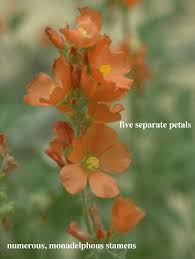 five separate petals
numerous, monadelphous stamens